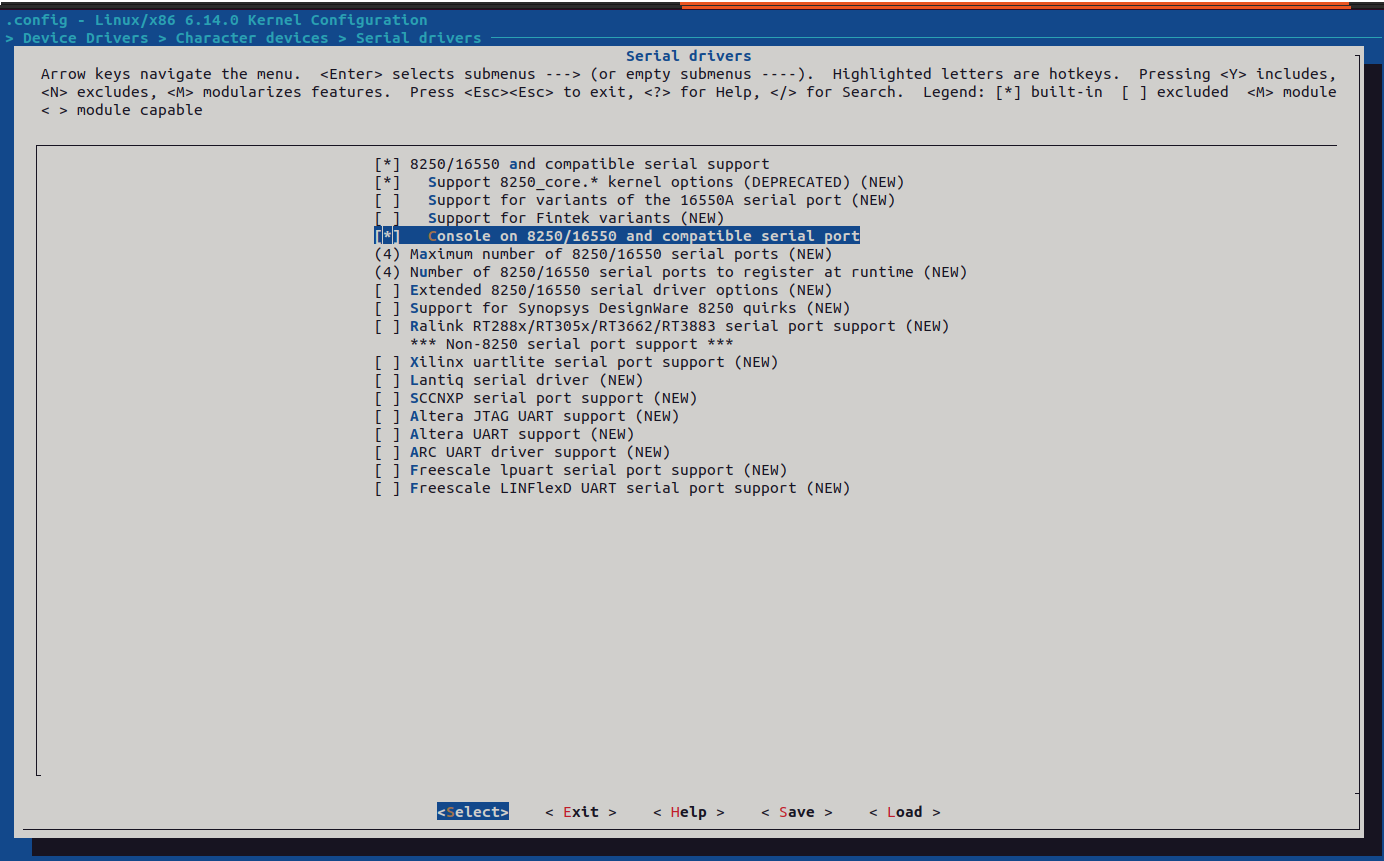 .config - Linux/x86 6.14.0 Kernel Configuration
> Device Drivers > Character devices > Serial drivers
Serial drivers
Arrow keys navigate the menu.  <Enter> selects submenus ---> (or empty submenus ----).  Highlighted letters are hotkeys.  Pressing <Y> includes,
<N> excludes, <M> modularizes features.  Press <Esc><Esc> to exit, <?> for Help, </> for Search.  Legend: [*] built-in  [ ] excluded  <M> module
< > module capable
[*] 8250/16550 and compatible serial support
[*]   Support 8250_core.* kernel options (DEPRECATED) (NEW)
[ ]   Support for variants of the 16550A serial port (NEW)
[ ]   Support for Fintek variants (NEW)
[*]   Console on 8250/16550 and compatible serial port
(4) Maximum number of 8250/16550 serial ports (NEW)
(4) Number of 8250/16550 serial ports to register at runtime (NEW)
[ ] Extended 8250/16550 serial driver options (NEW)
[ ] Support for Synopsys DesignWare 8250 quirks (NEW)
[ ] Ralink RT288x/RT305x/RT3662/RT3883 serial port support (NEW)
*** Non-8250 serial port support ***
[ ] Xilinx uartlite serial port support (NEW)
[ ] Lantiq serial driver (NEW)
[ ] SCCNXP serial port support (NEW)
[ ] Altera JTAG UART support (NEW)
[ ] Altera UART support (NEW)
[ ] ARC UART driver support (NEW)
[ ] Freescale lpuart serial port support (NEW)
[ ] Freescale LINFlexD UART serial port support (NEW)
<Select>    < Exit >    < Help >    < Save >    < Load >